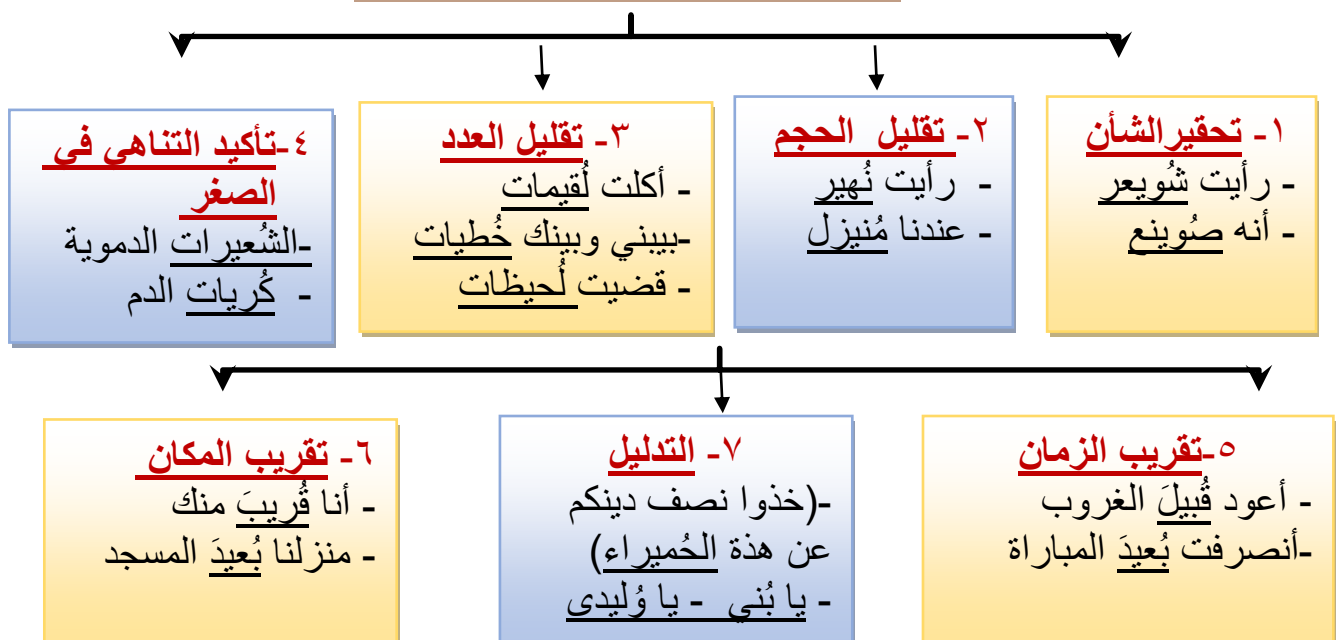 ١- تحقيرالشأن
- رأيت شُويعر
- أنه صُوينع
٢- تقليل الحجم
- رأيت نُهير
- عندنا مُنيزل
٣- تقليل العدد
- أكلت لُقيمات
-بيبني وبينك خُطيات
- قضيت لُحيظات
٤-تأكيد التناهى فى
الصغر
-الشُعيرات الدموية
- كُريات الدم
٥-تقريب الزمان
- أعود قُبيلَ الغروب
-أنصرفت بُعيدَ المباراة
٧- التدليل
-(خذوا نصف دينكم
عن هذة الحُميراء)
- يا بُني - يا وُليدى
٦- تقريب المكان
- أنا قُريبَ منك
- منزلنا بُعيدَ المسجد